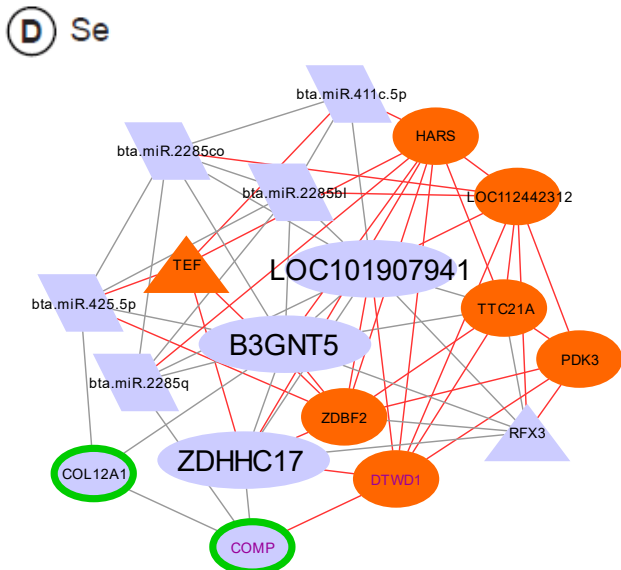 D Se
bta.miR.411c.5p
HARS
bta.miR.2285co
bta.miR.2285bl
LOC112442312
TEF
LOC101907941
bta.miR.425.5p
TTC21A
B3GNT5
PDK3
bta.miR.2285q
ZDBF2
RFX3
ZDHHC17
COL12A1
DTWD1
COMP